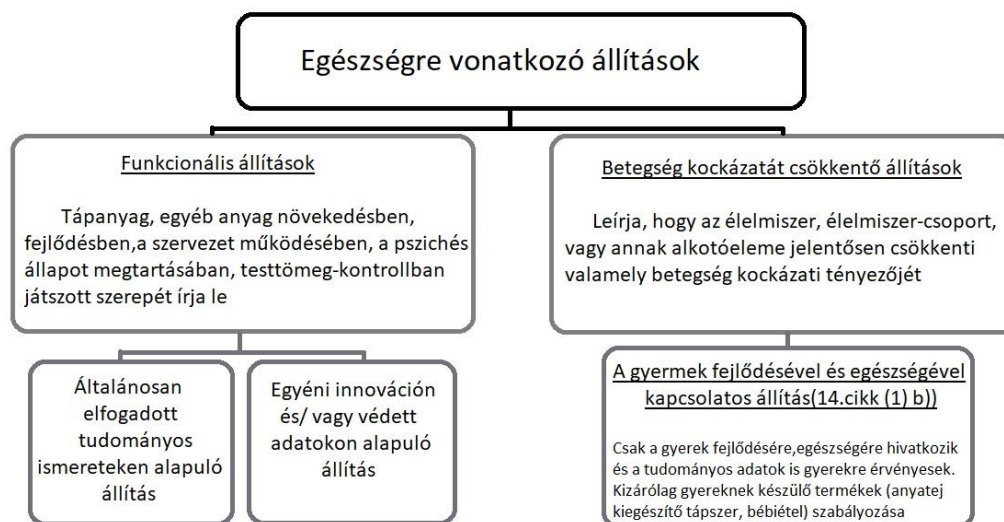 Egészségre vonatkozó állítások
Funkcionális állítások
Tápanyag, egyéb anyag növekedésben,
fejlődésben,a szervezet működésében, a pszichés
állapot megtartásában, testtömeg-kontrollban
játszott szerepét írja le
Általánosan
elfogadott
tudományos
ismereteken alapuló
állítás
Egyéni innováción
és/ vagy védett
adatokon alapuló
állítás
Betegség kockázatát csökkentő állítások
Leírja, hogy az élelmiszer, élelmiszer-csoport,
vagy annak alkotóeleme jelentősen csökkenti
valamely betegség kockázati tényezőjét
A gyermek fejlődésével és egészségével
kapcsolatos állítás(14.cikk (1) b))
Csak a gyerek fejlődésére,egészségére hivatkozik
és a tudományos adatok is gyerekre érvényesek.
Kizárólag gyereknek készülő termékek (anyatej
kiegészítő tápszer, bébiétel) szabályozása